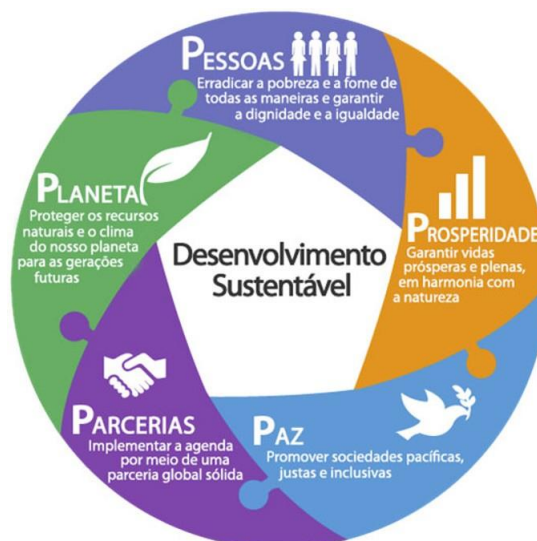 PESSOAS
Erradicar a pobreza e a fome de
todas as maneiras e garantir
a dignidade e a igualdade
PROSPERIDADE
Garantir vidas
prósperas e plenas,
em harmonia com
a natureza
PAZ
Promover sociedades pacíficas,
justas e inclusivas
PARCERIAS
Implementar a agenda
por meio de uma
parceria global sólida
PLANETA
Proteger os recursos
naturais e o clima
do nosso planeta
para as gerações
futuras
Desenvolvimento
Sustentável